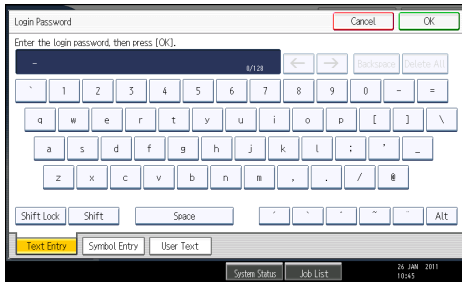 Login Password Cancel OK
Enter the login password, then press [OK].
_ 0/128 ← → Backspace Delete All
` 1 2 3 4 5 6 7 8 9 0 - =
q w e r t y u i o p [ ] \
a s d f g h j k l ; ' _
z x c v b n m , . / @
Shift Lock Shift Space ´ ` ^ ~ ¨ Alt
Text Entry Symbol Entry User Text
System Status Job List 26 JAN 2011
10:45